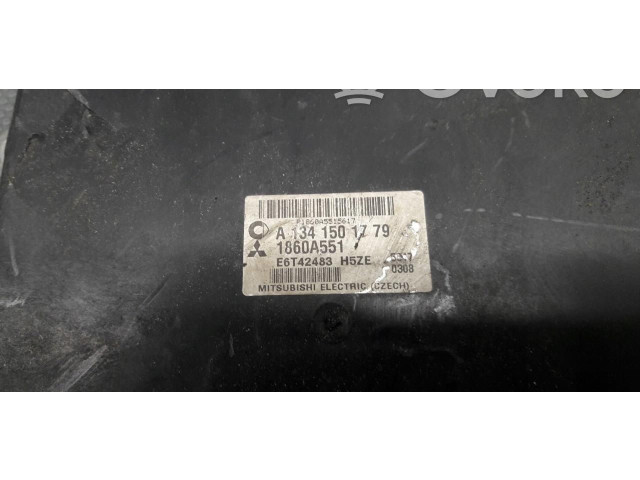 A 134 150 17 79
1860A551
E6T42483 H5ZE
0308
MITSUBISHI ELECTRIC (CZECH)